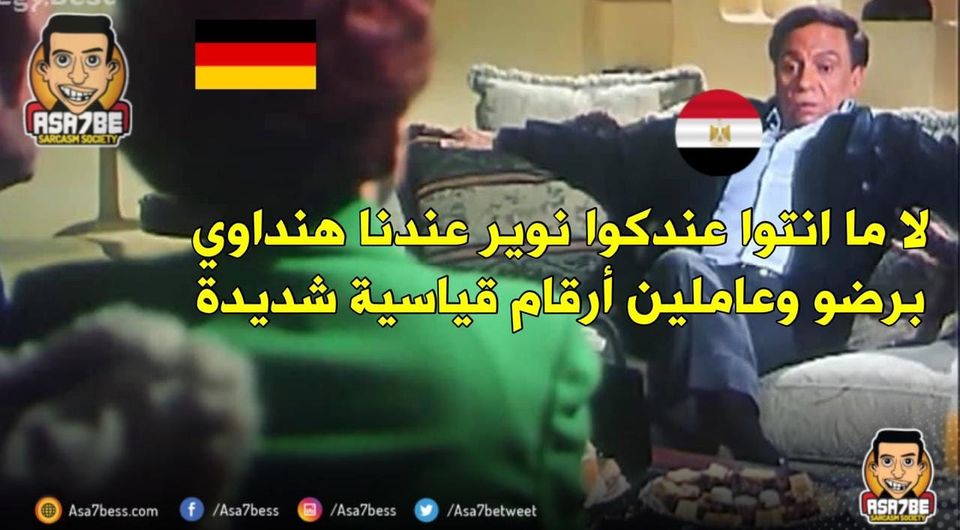 ASA7BE
SARCASM SOCIETY
لا ما انتوا عندكوا نوير عندنا هنداوي
برضو وعاملين أرقام قياسية شديدة
Asa7bess.com
/Asa7bess
/Asa7bess
/Asa7betweet
ASA7BE
SARCASM SOCIETY